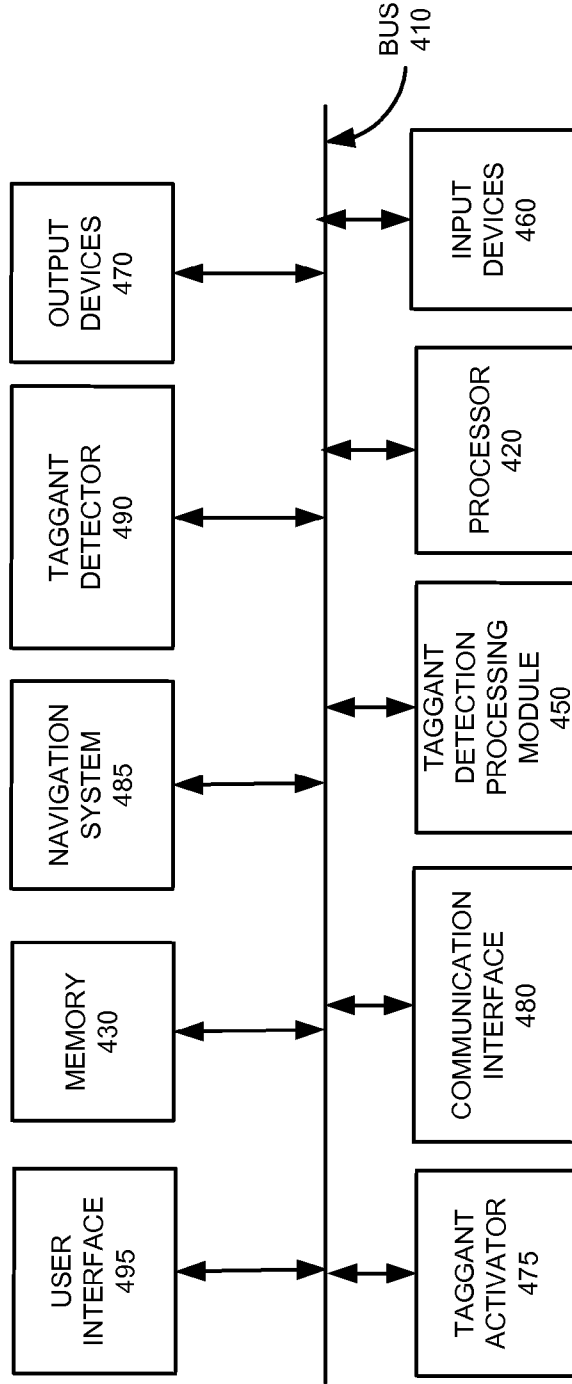 USER
INTERFACE
495
MEMORY
430
NAVIGATION
SYSTEM
485
TAGGANT
DETECTOR
490
OUTPUT
DEVICES
470
BUS
410
TAGGANT
ACTIVATOR
475
COMMUNICATION
INTERFACE
480
TAGGANT
DETECTION
PROCESSING
MODULE
450
PROCESSOR
420
INPUT
DEVICES
460